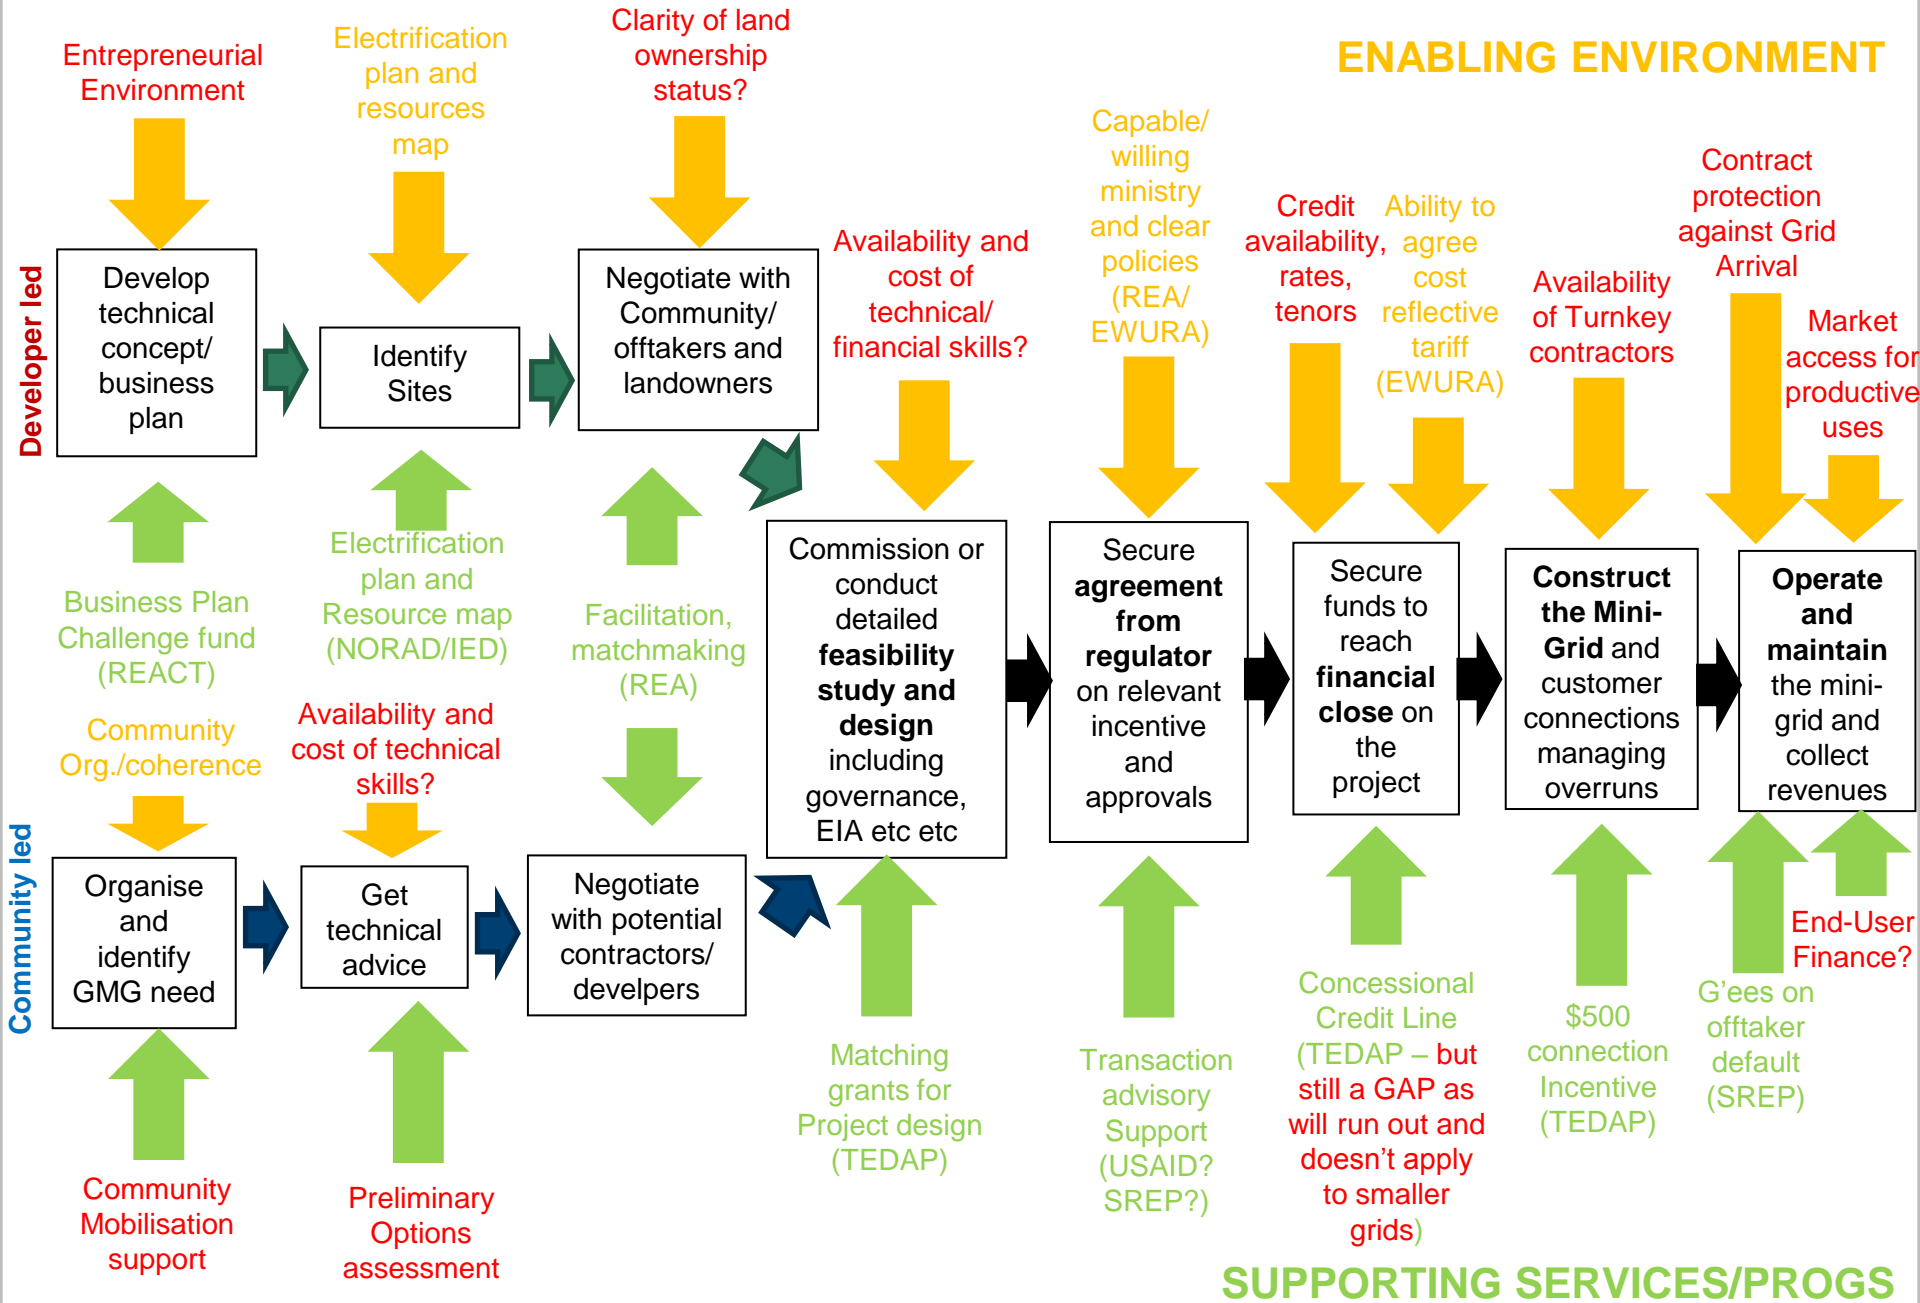 ENABLING ENVIRONMENT
Entrepreneurial
Environment
Electrification
plan and
resources
map
Clarity of land
ownership
status?
Availability and
cost of
technical/
financial skills?
Capable/
willing
ministry
and clear
policies
(REA/
EWURA)
Credit
availability,
rates,
tenors
Ability to
agree
cost
reflective
tariff
(EWURA)
Availability
of Turnkey
contractors
Contract
protection
against Grid
Arrival
Market
access for
productive
uses
Developer led
Develop
technical
concept/
business
plan
Identify
Sites
Negotiate with
Community/
offtakers and
landowners
Business Plan
Challenge fund
(REACT)
Electrification
plan and
Resource map
(NORAD/IED)
Facilitation,
matchmaking
(REA)
Commission or
conduct
detailed
feasibility
study and
design
including
governance,
EIA etc etc
Secure
agreement
from
regulator
on relevant
incentive
and
approvals
Secure
funds to
reach
financial
close on
the
project
Construct
the Mini-
Grid and
customer
connections
managing
overruns
Operate
and
maintain
the mini-
grid and
collect
revenues
Community
Org./coherence
Availability and
cost of technical
skills?
Community led
Organise
and
identify
GMG need
Get
technical
advice
Negotiate
with potential
contractors/
develpers
Community
Mobilisation
support
Preliminary
Options
assessment
Matching
grants for
Project design
(TEDAP)
Transaction
advisory
Support
(USAID?
SREP?)
Concessional
Credit Line
(TEDAP – but
still a GAP as
will run out and
doesn’t apply
to smaller
grids)
$500
connection
Incentive
(TEDAP)
G’ees on
offtaker
default
(SREP)
End-User
Finance?
SUPPORTING SERVICES/PROGS